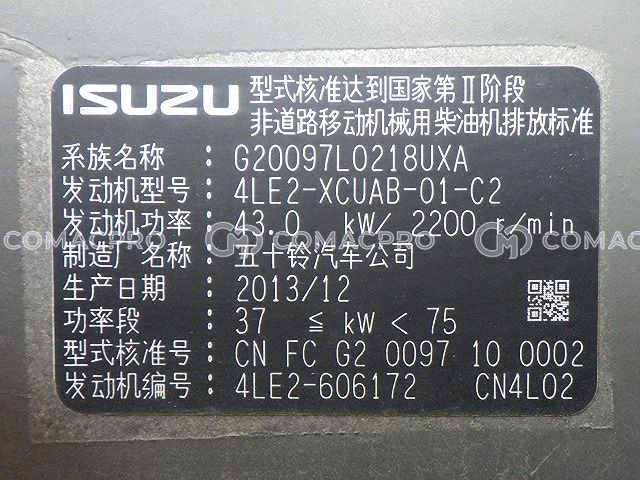 ISUZU 型式核准达到国家第Ⅱ阶段
非道路移动机械用柴油机排放标准
系族名称 : G20097L0218UXA
发动机型号: 4LE2-XCUAB-01-C2
发动机功率: 43.0 kW/ 2200 r/min
COMACPRO CM COMACPRO CM COMACPRO
制造厂名称: 五十铃汽车公司
生产日期 : 2013/12
功率段 : 37 ≦ kW < 75
型式核准号: CN FC G2 0097 10 0002
发动机编号: 4LE2-606172 CN4L02